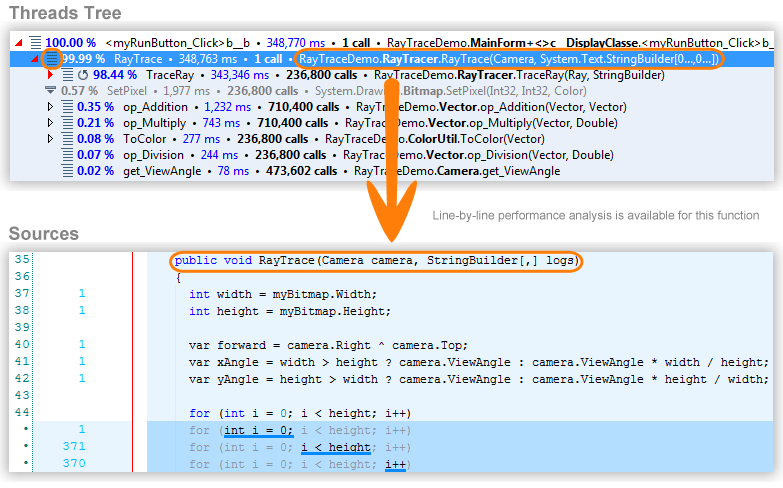 Threads Tree
100.00 % <myRunButton_Click>b__b • 348,770 ms • 1 call • RayTraceDemo.MainForm+<>c__DisplayClasse.<myRunButton_Click>b_
99.99 % RayTrace • 348,763 ms • 1 call • RayTraceDemo.RayTracer.RayTrace(Camera, System.Text.StringBuilder[0...,0...])
98.44 % TraceRay • 343,346 ms • 236,800 calls • RayTraceDemo.RayTracer.TraceRay(Ray, StringBuilder)
0.57 % SetPixel • 1,977 ms • 236,800 calls • System.Drawing.Bitmap.SetPixel(Int32, Int32, Color)
0.35 % op_Addition • 1,232 ms • 710,400 calls • RayTraceDemo.Vector.op_Addition(Vector, Vector)
0.21 % op_Multiply • 743 ms • 710,400 calls • RayTraceDemo.Vector.op_Multiply(Vector, Double)
0.08 % ToColor • 277 ms • 236,800 calls • RayTraceDemo.ColorUtil.ToColor(Vector)
0.07 % op_Division • 244 ms • 236,800 calls • RayTraceDemo.Vector.op_Division(Vector, Double)
0.02 % get_ViewAngle • 78 ms • 473,602 calls • RayTraceDemo.Camera.get_ViewAngle
Line-by-line performance analysis is available for this function
Sources
35 public void RayTrace(Camera camera, StringBuilder[,] logs)
36 {
37 1 int width = myBitmap.Width;
38 1 int height = myBitmap.Height;
39
40 1 var forward = camera.Right ^ camera.Top;
41 1 var xAngle = width > height ? camera.ViewAngle : camera.ViewAngle * width / height;
42 1 var yAngle = height > width ? camera.ViewAngle : camera.ViewAngle * height / width;
43
44 for (int i = 0; i < height; i++)
• 1 for (int i = 0; i < height; i++)
• 371 for (int i = 0; i < height; i++)
• 370 for (int i = 0; i < height; i++)